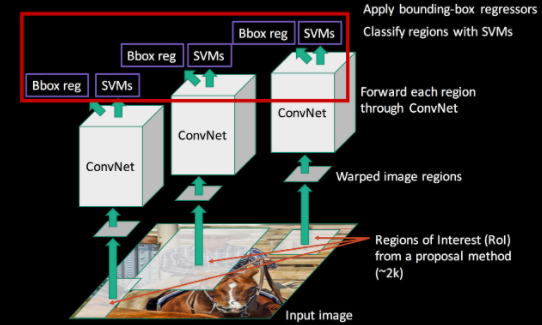 Apply bounding-box regressors
Bbox reg SVMs
Classify regions with SVMs
Bbox reg SVMs
Bbox reg SVMs
Forward each region
through ConvNet
ConvNet
ConvNet
ConvNet
Warped image regions
Regions of Interest (RoI)
from a proposal method
(~2k)
Input image